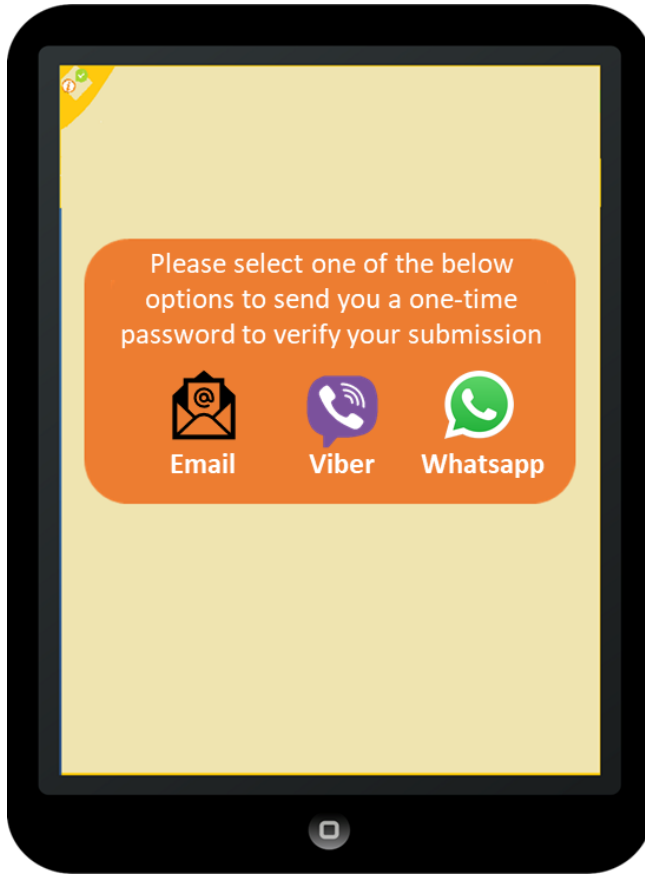 Please select one of the below
options to send you a one-time
password to verify your submission
@
Email Viber Whatsapp